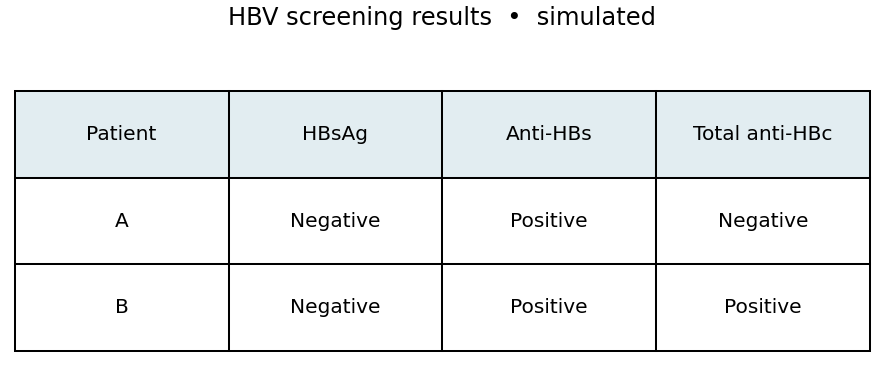 HBV screening results • simulated
Patient HBsAg Anti-HBs Total anti-HBc
A Negative Positive Negative
B Negative Positive Positive